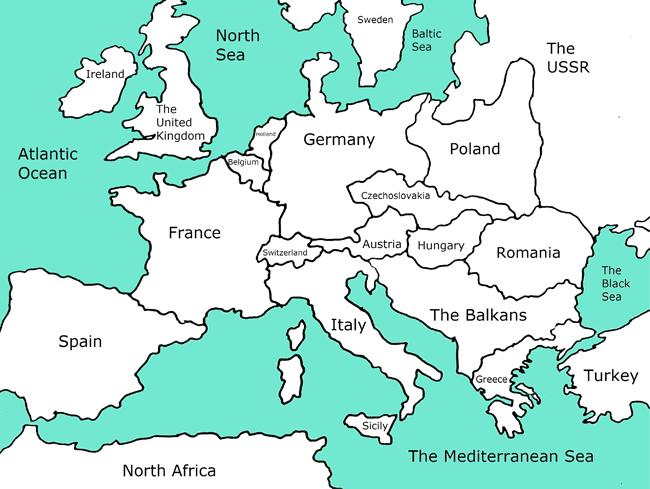 Sweden
North
Sea
Baltic
Sea
The
USSR
Ireland
The
United
Kingdom
Holland
Germany
Poland
Belgium
Atlantic
Ocean
Czechoslovakia
France
Switzerland
Austria
Hungary
Romania
The
Black
Sea
Spain
Italy
The Balkans
Greece
Turkey
Sicily
The Mediterranean Sea
North Africa